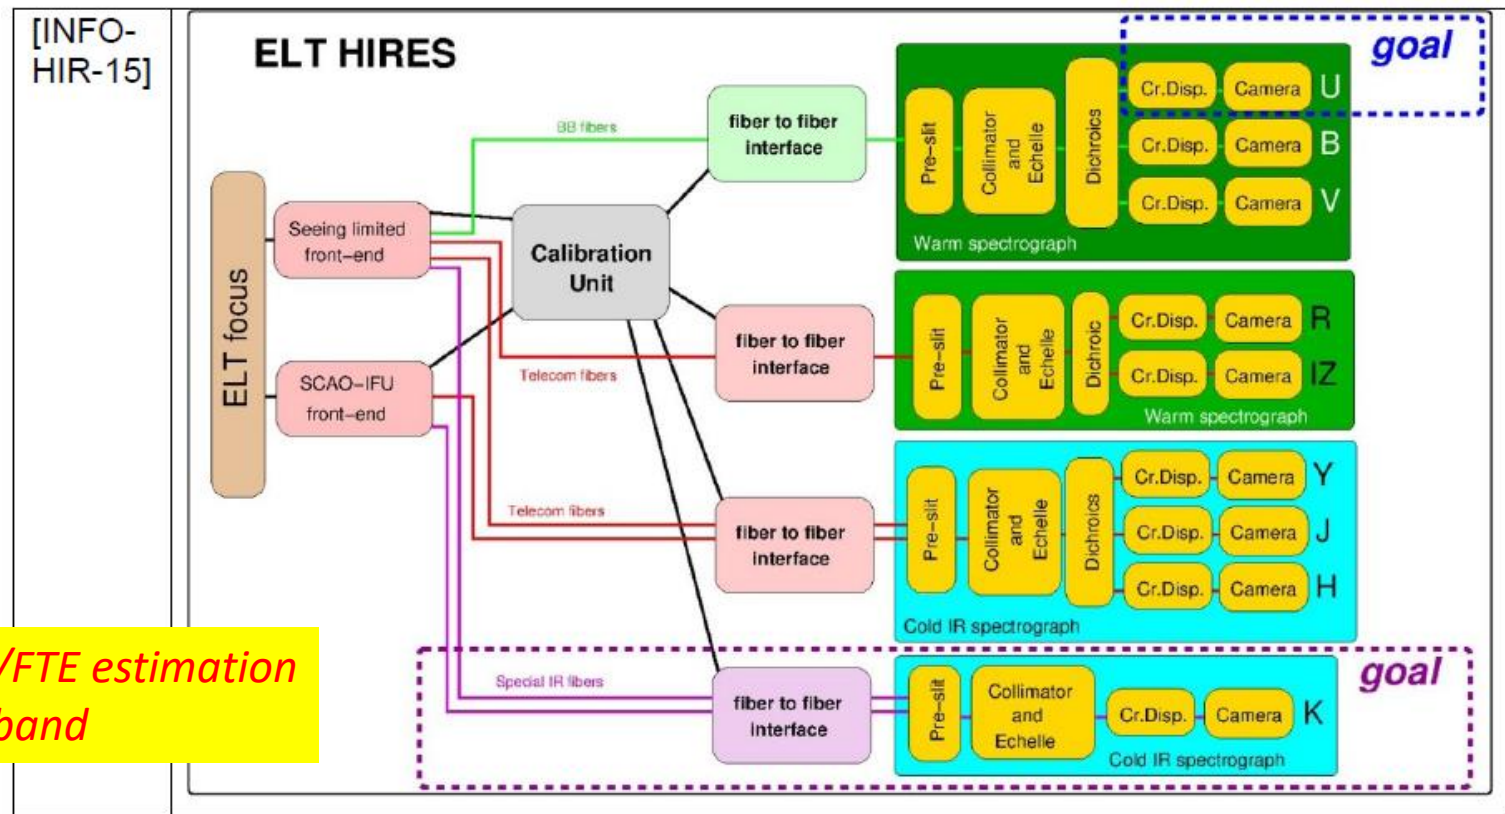 [INFO-
HIR-15]
ELT HIRES
goal
ELT focus
Seeing limited
front-end
SCAO-IFU
front-end
Calibration
Unit
BB fibers
fiber to fiber
interface
Pre-slit
Collimator
and
Echelle
Dichroics
Cr.Disp.
Camera
U
Cr.Disp.
Camera
B
Cr.Disp.
Camera
V
Warm spectrograph
Telecom fibers
fiber to fiber
interface
Pre-slit
Collimator
and
Echelle
Dichroic
Cr.Disp.
Camera
R
Cr.Disp.
Camera
IZ
Warm spectrograph
Telecom fibers
fiber to fiber
interface
Pre-slit
Collimator
and
Echelle
Dichroics
Cr.Disp.
Camera
Y
Cr.Disp.
Camera
J
Cr.Disp.
Camera
H
Cold IR spectrograph
/FTE estimation
band
Special IR fibers
fiber to fiber
interface
Pre-slit
Collimator
and
Echelle
Cr.Disp.
Camera
K
Cold IR spectrograph
goal